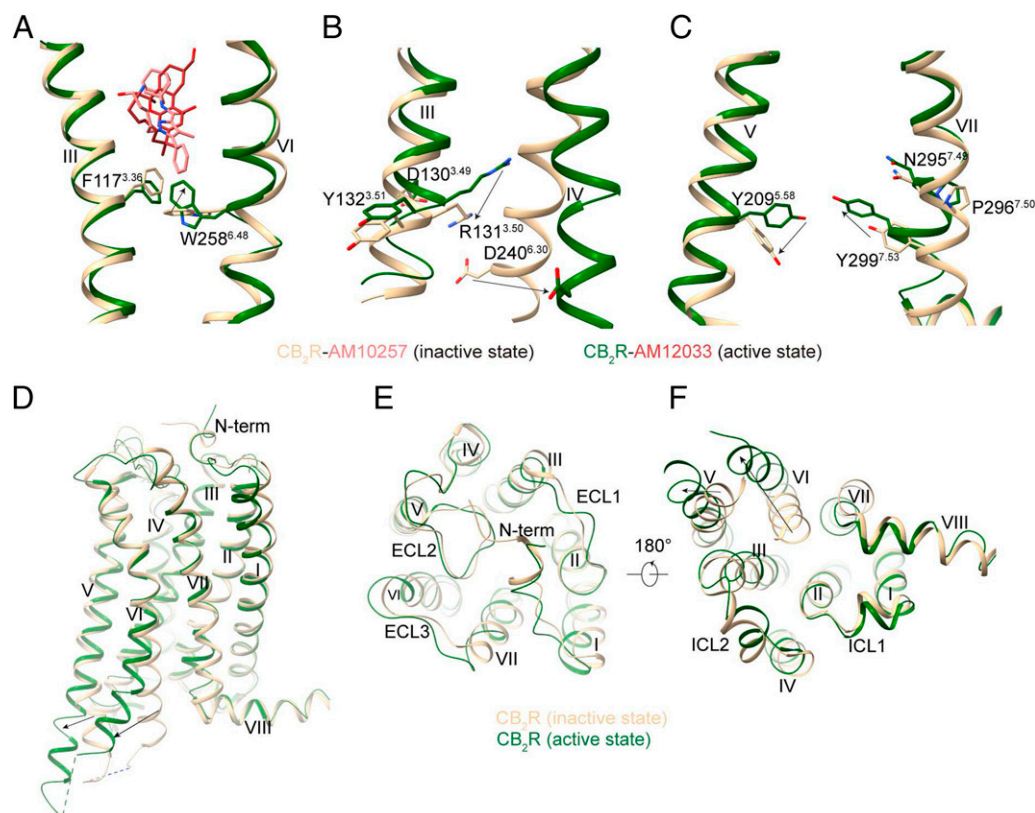 A
III
VI
F117^3.36
W258^6.48
B
III
D130^3.49
Y132^3.51
IV
R131^3.50
D240^6.30
C
V
VII
N295^7.49
Y209^5.58
P296^7.50
Y299^7.53
CB₂R-AM10257 (inactive state)
CB₂R-AM12033 (active state)
D
N-term
III
IV
II
I
V
VII
VI
VIII
E
IV
III
ECL1
V
N-term
ECL2
II
VI
ECL3
VII
I
180°
F
V
VI
VII
VIII
III
II
I
ICL2
ICL1
IV
CB₂R (inactive state)
CB₂R (active state)